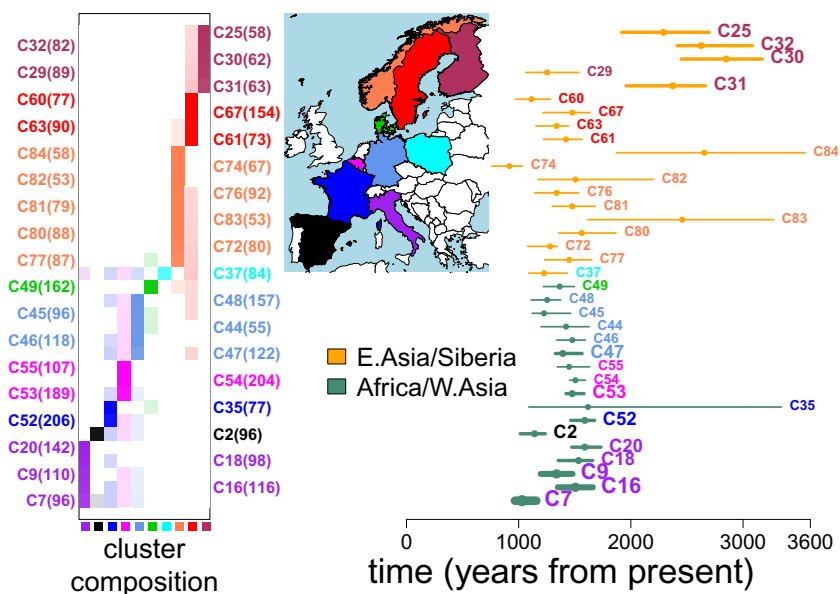 C25(58)
C32(82)
C30(62)
C29(89)
C31(63)
C60(77)
C67(154)
C63(90)
C61(73)
C84(58)
C74(67)
C82(53)
C76(92)
C81(79)
C83(53)
C80(88)
C72(80)
C77(87)
C37(84)
C49(162)
C48(157)
C45(96)
C44(55)
C46(118)
C47(122)
C55(107)
C54(204)
C53(189)
C35(77)
C52(206)
C2(96)
C20(142)
C18(98)
C9(110)
C16(116)
C7(96)
cluster
composition
E.Asia/Siberia
Africa/W.Asia
C25
C32
C30
C29
C31
C60
C67
C63
C61
C84
C74
C82
C76
C81
C83
C80
C72
C77
C37
C49
C48
C45
C44
C46
C47
C55
C54
C53
C35
C52
C2
C20
C18
C9
C16
C7
0 1000 2000 3000 3600
time (years from present)